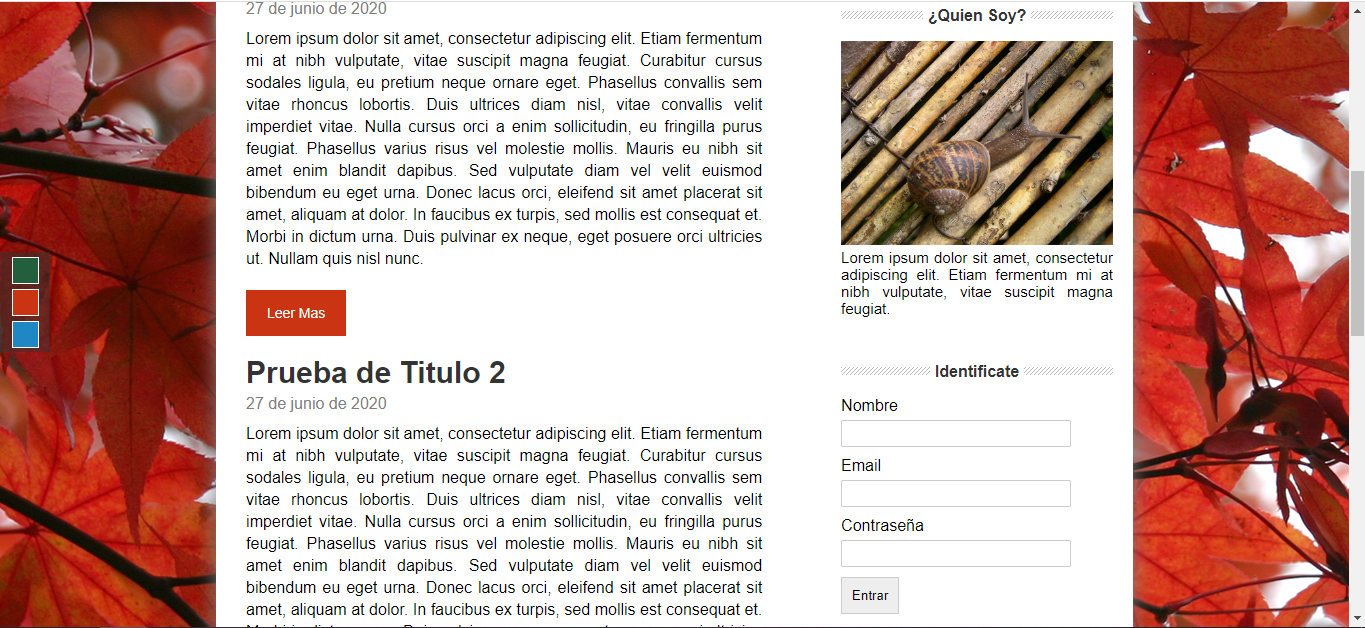 27 de junio de 2020
Lorem ipsum dolor sit amet, consectetur adipiscing elit. Etiam fermentum
mi at nibh vulputate, vitae suscipit magna feugiat. Curabitur cursus
sodales ligula, eu pretium neque ornare eget. Phasellus convallis sem
vitae rhoncus lobortis. Duis ultrices diam nisl, vitae convallis velit
imperdiet vitae. Nulla cursus orci a enim sollicitudin, eu fringilla purus
feugiat. Phasellus varius risus vel molestie mollis. Mauris eu nibh sit
amet enim blandit dapibus. Sed vulputate diam vel velit euismod
bibendum eu eget urna. Donec lacus orci, eleifend sit amet placerat sit
amet, aliquam at dolor. In faucibus ex turpis, sed mollis est consequat et.
Morbi in dictum urna. Duis pulvinar ex neque, eget posuere orci ultricies
ut. Nullam quis nisl nunc.
Leer Mas
Prueba de Titulo 2
27 de junio de 2020
Lorem ipsum dolor sit amet, consectetur adipiscing elit. Etiam fermentum
mi at nibh vulputate, vitae suscipit magna feugiat. Curabitur cursus
sodales ligula, eu pretium neque ornare eget. Phasellus convallis sem
vitae rhoncus lobortis. Duis ultrices diam nisl, vitae convallis velit
imperdiet vitae. Nulla cursus orci a enim sollicitudin, eu fringilla purus
feugiat. Phasellus varius risus vel molestie mollis. Mauris eu nibh sit
amet enim blandit dapibus. Sed vulputate diam vel velit euismod
bibendum eu eget urna. Donec lacus orci, eleifend sit amet placerat sit
amet, aliquam at dolor. In faucibus ex turpis, sed mollis est consequat et.
¿Quien Soy?
Lorem ipsum dolor sit amet, consectetur
adipiscing elit. Etiam fermentum mi at
nibh vulputate, vitae suscipit magna
feugiat.
Identificate
Nombre
Email
Contraseña
Entrar